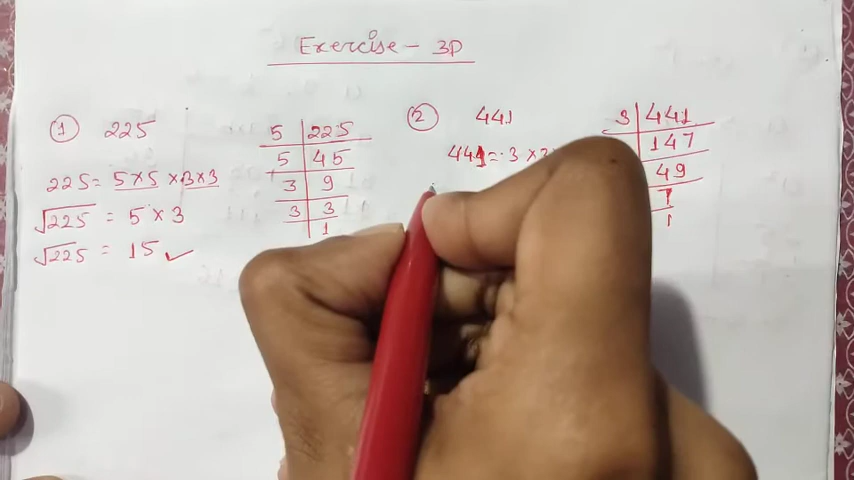 Exercise - 3D
① 225
225 = 5 × 5 × 3 × 3
√225 = 5 × 3
√225 = 15 ✓
5 | 225
5 | 45
3 | 9
3 | 3
1
② 441
441 = 3 ×
3 | 441
147
49
7
1